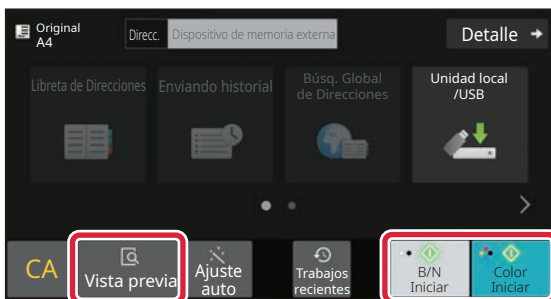 Original
A4
Direcc. Dispositivo de memoria externa
Detalle
Libreta de Direcciones
Enviando historial
Búsq. Global
de Direcciones
Unidad local
/USB
CA
Vista previa
Ajuste
auto
Trabajos
recientes
B/N
Iniciar
Color
Iniciar